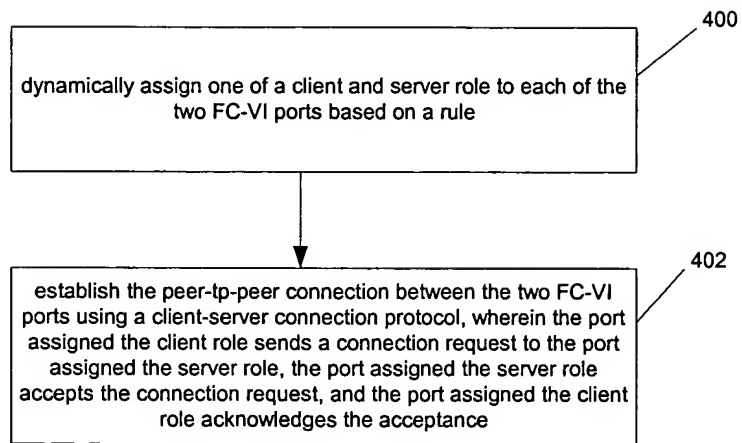 400
dynamically assign one of a client and server role to each of the
two FC-VI ports based on a rule
402
establish the peer-tp-peer connection between the two FC-VI
ports using a client-server connection protocol, wherein the port
assigned the client role sends a connection request to the port
assigned the server role, the port assigned the server role
accepts the connection request, and the port assigned the client
role acknowledges the acceptance